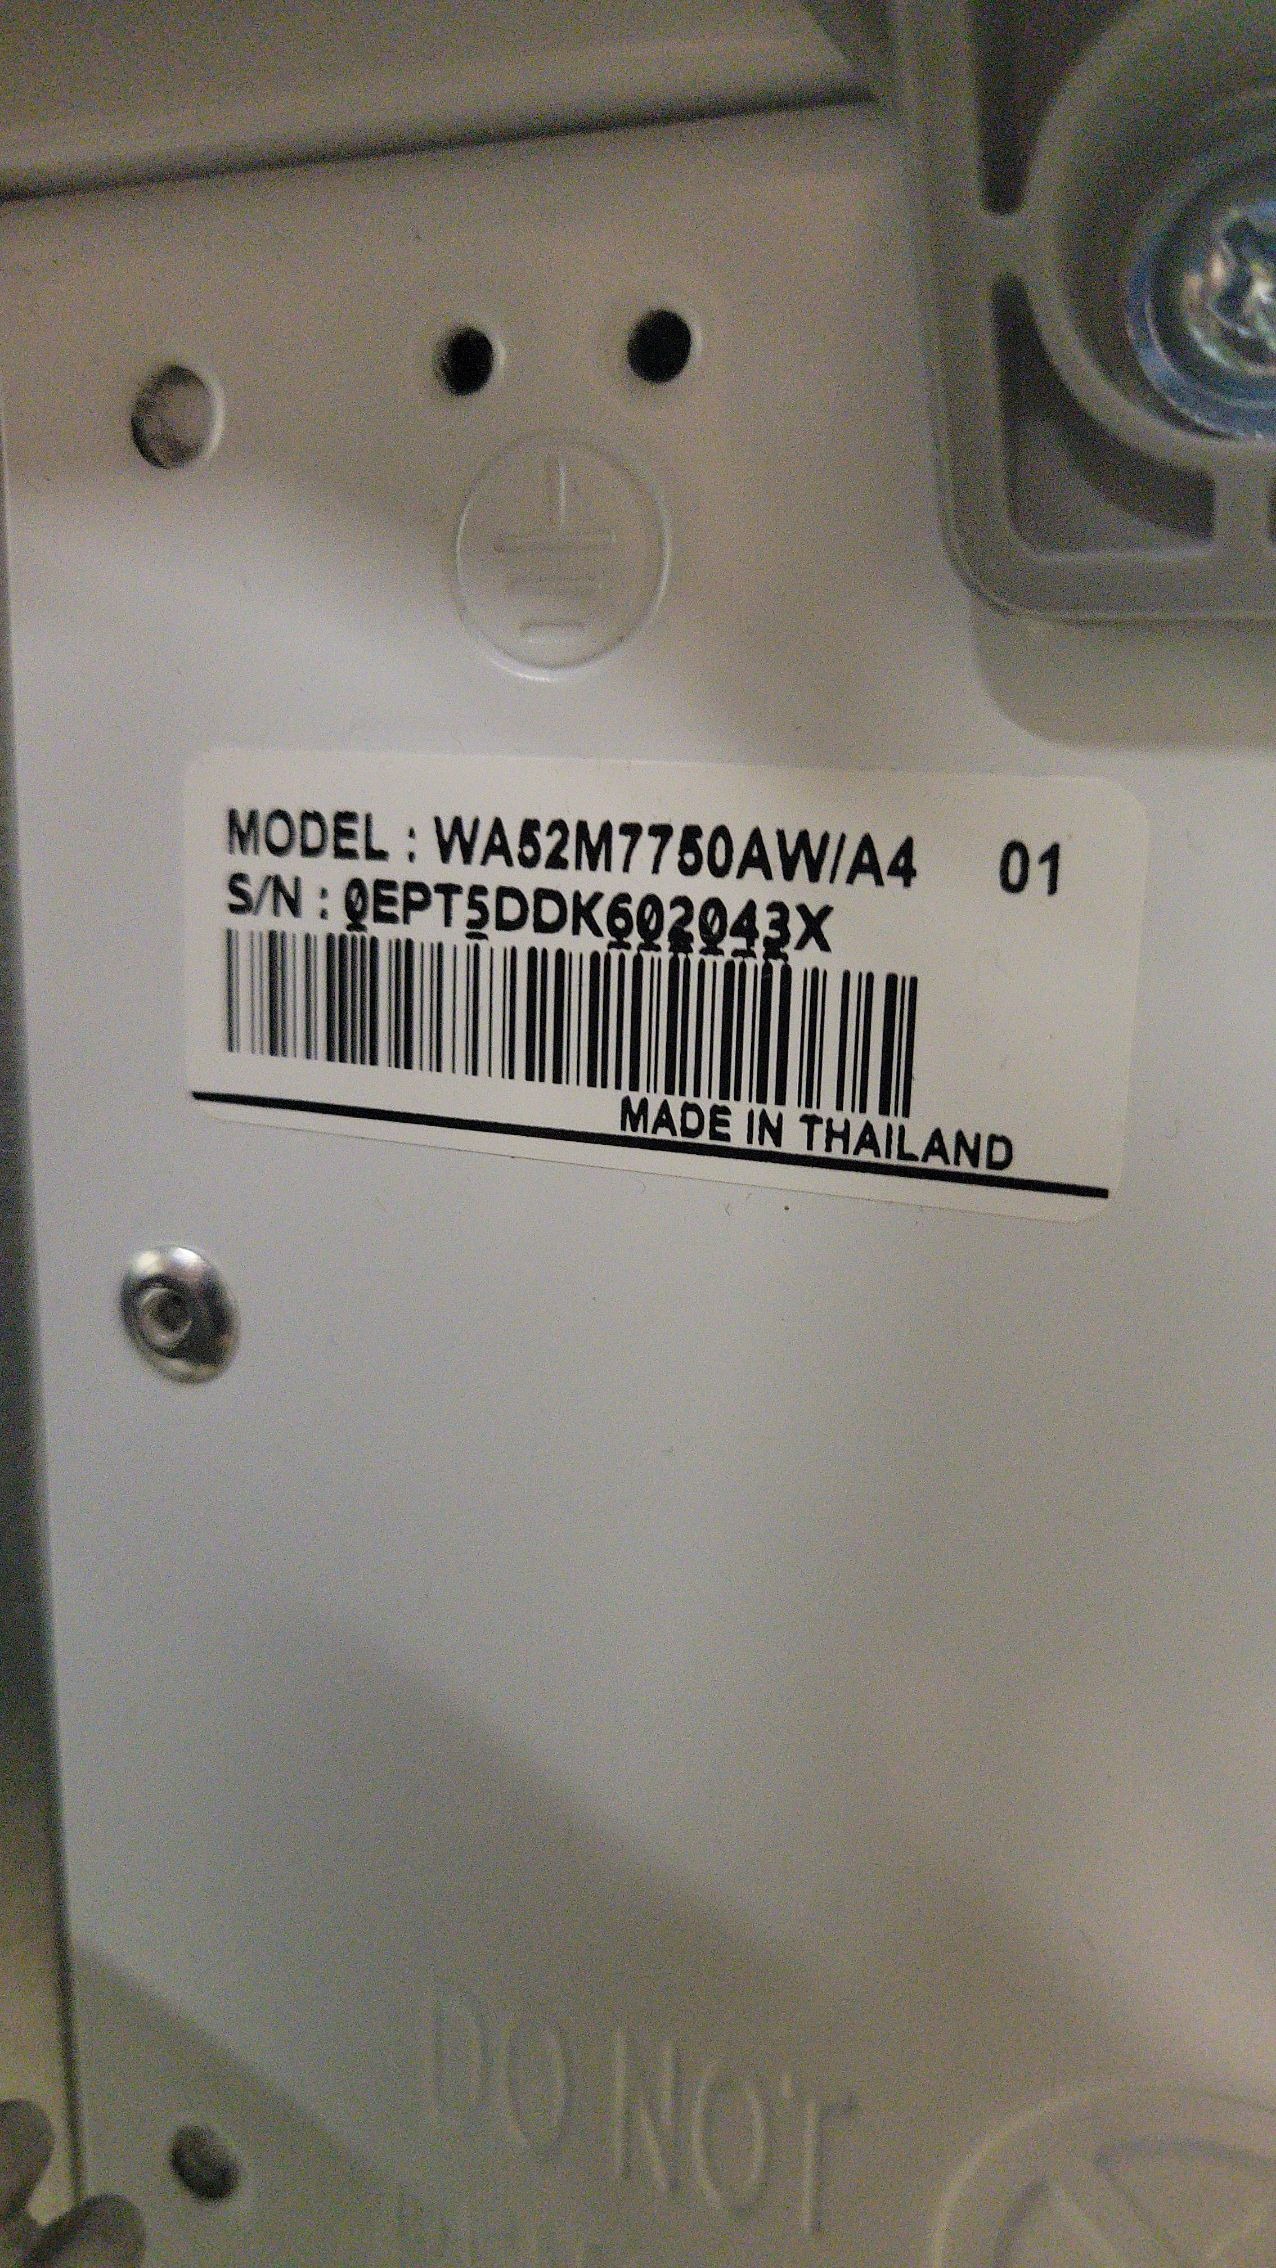 MODEL : WA52M7750AW/A4 01
S/N : 0EPT5DDK602043X
MADE IN THAILAND
DO NOT